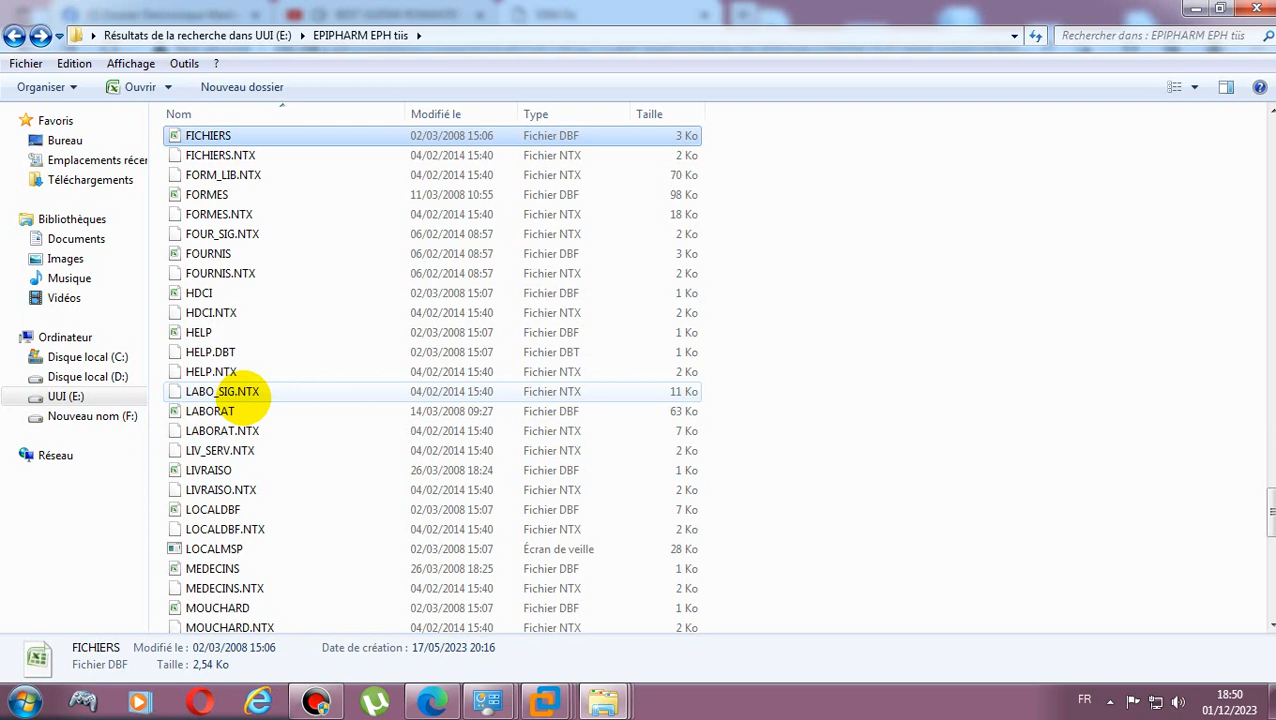 Résultats de la recherche dans UUI (E:) EPIPHARM EPH tiis Rechercher dans : EPIPHARM EPH tiis
Fichier Edition Affichage Outils ?
Organiser Ouvrir Nouveau dossier
Nom Modifié le Type Taille
Favoris
Bureau
Emplacements récer
Téléchargements
Bibliothèques
Documents
Images
Musique
Vidéos
Ordinateur
Disque local (C:)
Disque local (D:)
UUI (E:)
Nouveau nom (F:)
Réseau
FICHIERS 02/03/2008 15:06 Fichier DBF 3 Ko
FICHIERS.NTX 04/02/2014 15:40 Fichier NTX 2 Ko
FORM_LIB.NTX 04/02/2014 15:40 Fichier NTX 70 Ko
FORMES 11/03/2008 10:55 Fichier DBF 98 Ko
FORMES.NTX 04/02/2014 15:40 Fichier NTX 18 Ko
FOUR_SIG.NTX 06/02/2014 08:57 Fichier NTX 2 Ko
FOURNIS 06/02/2014 08:57 Fichier DBF 3 Ko
FOURNIS.NTX 06/02/2014 08:57 Fichier NTX 2 Ko
HDCI 02/03/2008 15:07 Fichier DBF 1 Ko
HDCI.NTX 04/02/2014 15:40 Fichier NTX 2 Ko
HELP 02/03/2008 15:07 Fichier DBF 1 Ko
HELP.DBT 02/03/2008 15:07 Fichier DBT 1 Ko
HELP.NTX 04/02/2014 15:40 Fichier NTX 2 Ko
LABO_SIG.NTX 04/02/2014 15:40 Fichier NTX 11 Ko
LABORAT 14/03/2008 09:27 Fichier DBF 63 Ko
LABORAT.NTX 04/02/2014 15:40 Fichier NTX 7 Ko
LIV_SERV.NTX 04/02/2014 15:40 Fichier NTX 2 Ko
LIVRAISO 26/03/2008 18:24 Fichier DBF 1 Ko
LIVRAISO.NTX 04/02/2014 15:40 Fichier NTX 2 Ko
LOCALDBF 02/03/2008 15:07 Fichier DBF 7 Ko
LOCALDBF.NTX 04/02/2014 15:40 Fichier NTX 2 Ko
LOCALMSP 02/03/2008 15:07 Écran de veille 28 Ko
MEDECINS 26/03/2008 18:25 Fichier DBF 1 Ko
MEDECINS.NTX 04/02/2014 15:40 Fichier NTX 2 Ko
MOUCHARD 02/03/2008 15:07 Fichier DBF 1 Ko
MOUCHARD.NTX 04/02/2014 15:40 Fichier NTX 2 Ko
FICHIERS Modifié le : 02/03/2008 15:06 Date de création : 17/05/2023 20:16
Fichier DBF Taille : 2,54 Ko
FR 18:50
01/12/2023